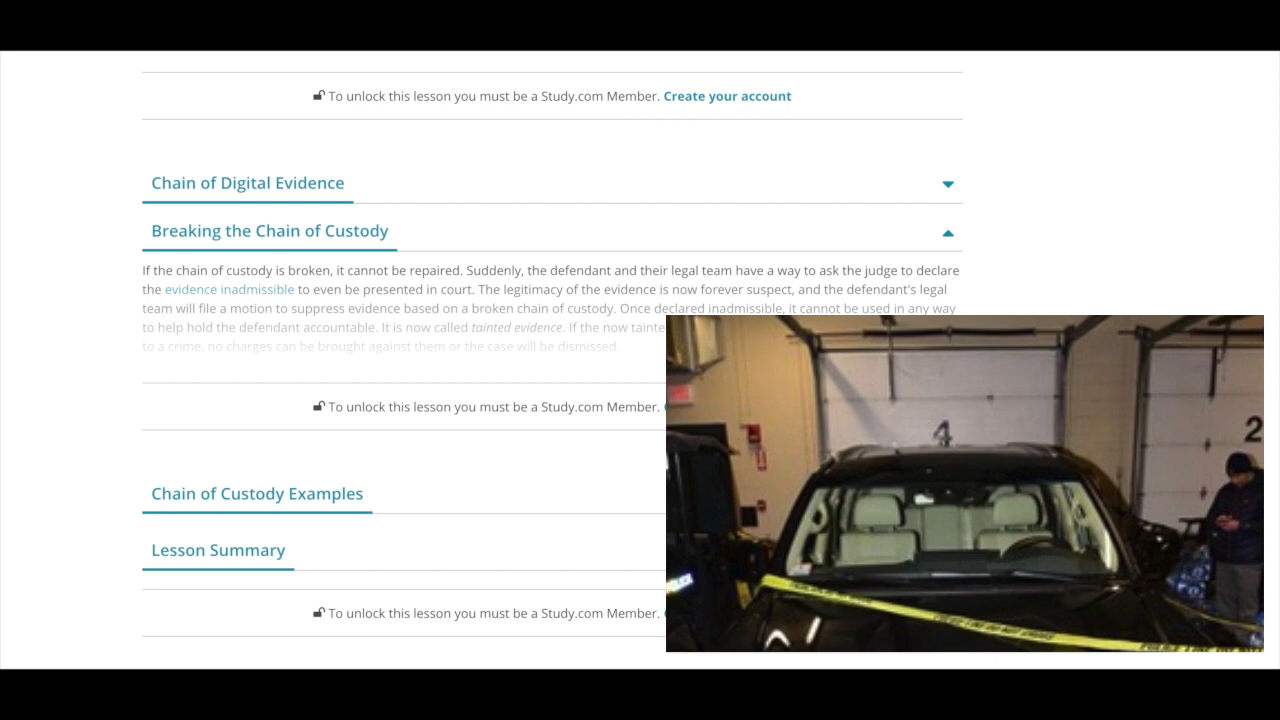 To unlock this lesson you must be a Study.com Member. Create your account
Chain of Digital Evidence
Breaking the Chain of Custody
If the chain of custody is broken, it cannot be repaired. Suddenly, the defendant and their legal team have a way to ask the judge to declare
the evidence inadmissible to even be presented in court. The legitimacy of the evidence is now forever suspect, and the defendant's legal
team will file a motion to suppress evidence based on a broken chain of custody. Once declared inadmissible, it cannot be used in any way
to help hold the defendant accountable. It is now called tainted evidence. If the now tainte
to a crime, no charges can be brought against them or the case will be dismissed.
To unlock this lesson you must be a Study.com Member.
Chain of Custody Examples
Lesson Summary
To unlock this lesson you must be a Study.com Member.
4
2